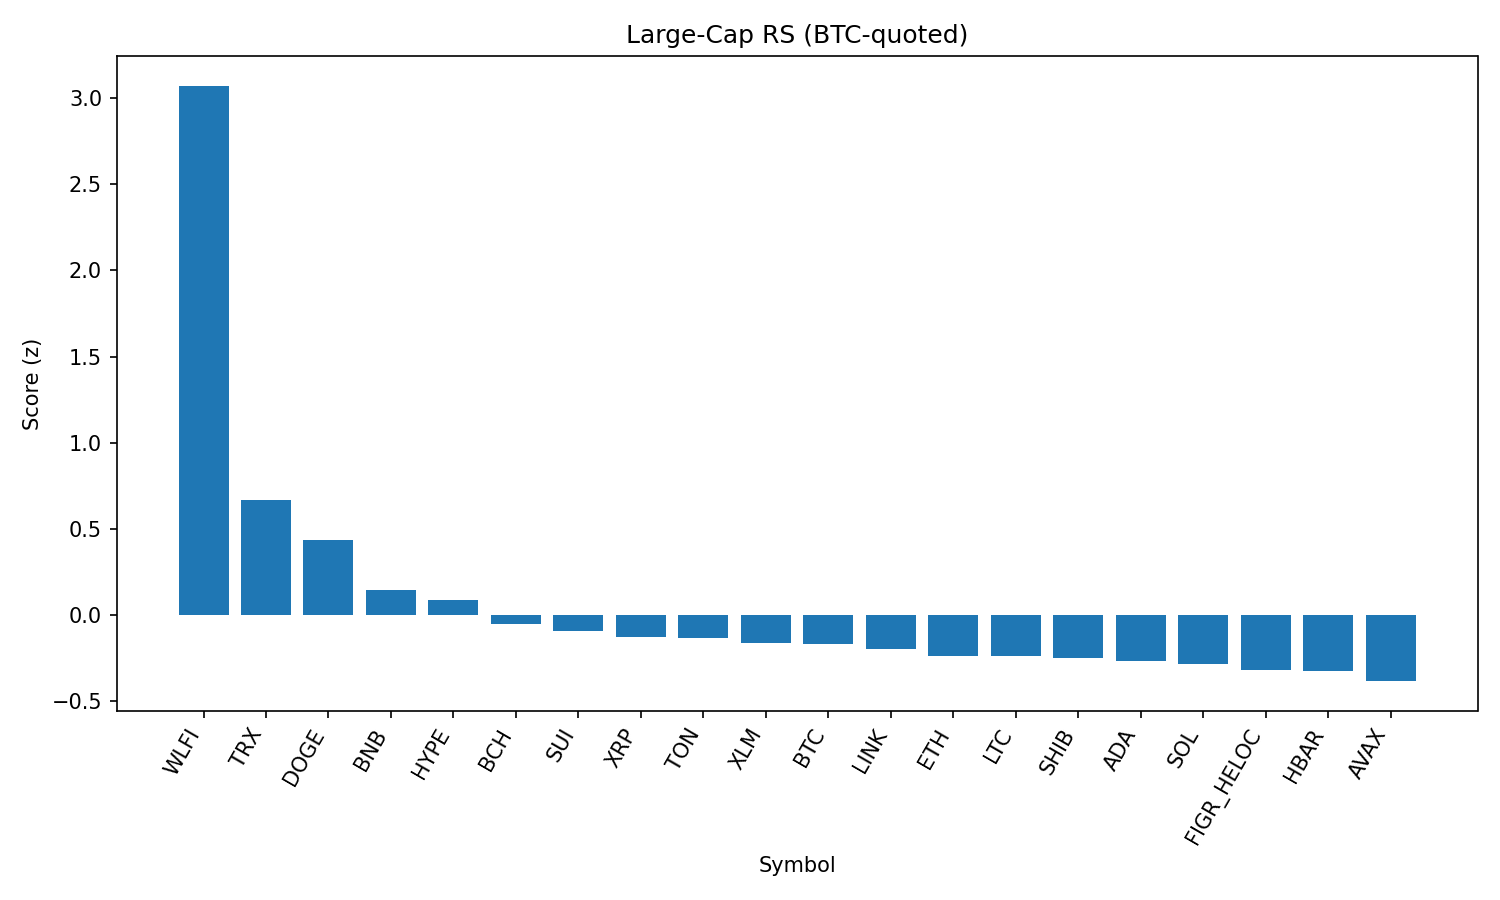 Large-Cap RS (BTC-quoted)
Score (z)
3.0
2.5
2.0
1.5
1.0
0.5
0.0
−0.5
WLFI
TRX
DOGE
BNB
HYPE
BCH
SUI
XRP
TON
XLM
BTC
LINK
ETH
LTC
SHIB
ADA
SOL
FIGR_HELOC
HBAR
AVAX
Symbol